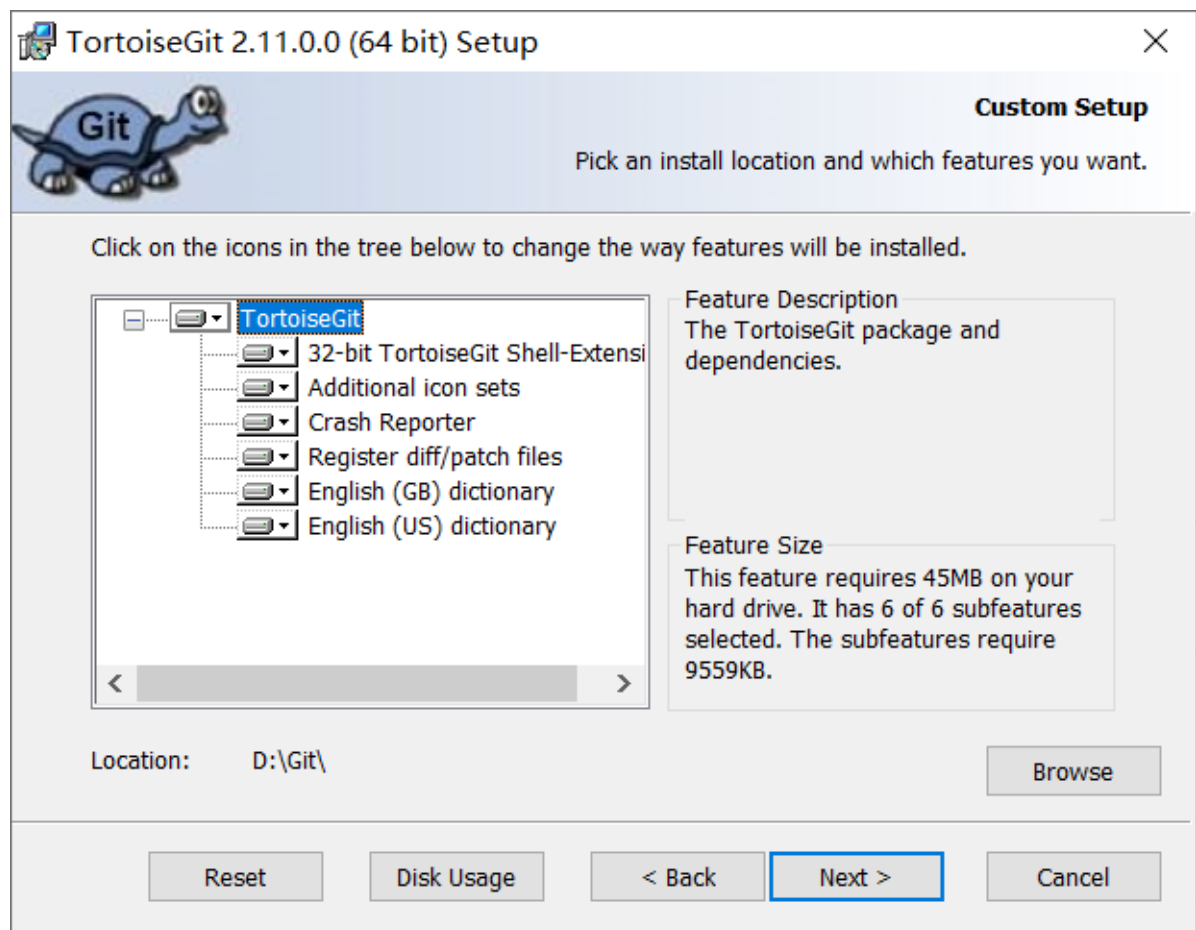 TortoiseGit 2.11.0.0 (64 bit) Setup
Git
Custom Setup
Pick an install location and which features you want.
Click on the icons in the tree below to change the way features will be installed.
TortoiseGit
32-bit TortoiseGit Shell-Extensi
Additional icon sets
Crash Reporter
Register diff/patch files
English (GB) dictionary
English (US) dictionary
Feature Description
The TortoiseGit package and
dependencies.
Feature Size
This feature requires 45MB on your
hard drive. It has 6 of 6 subfeatures
selected. The subfeatures require
9559KB.
Location: D:\Git\
Browse
Reset Disk Usage < Back Next > Cancel